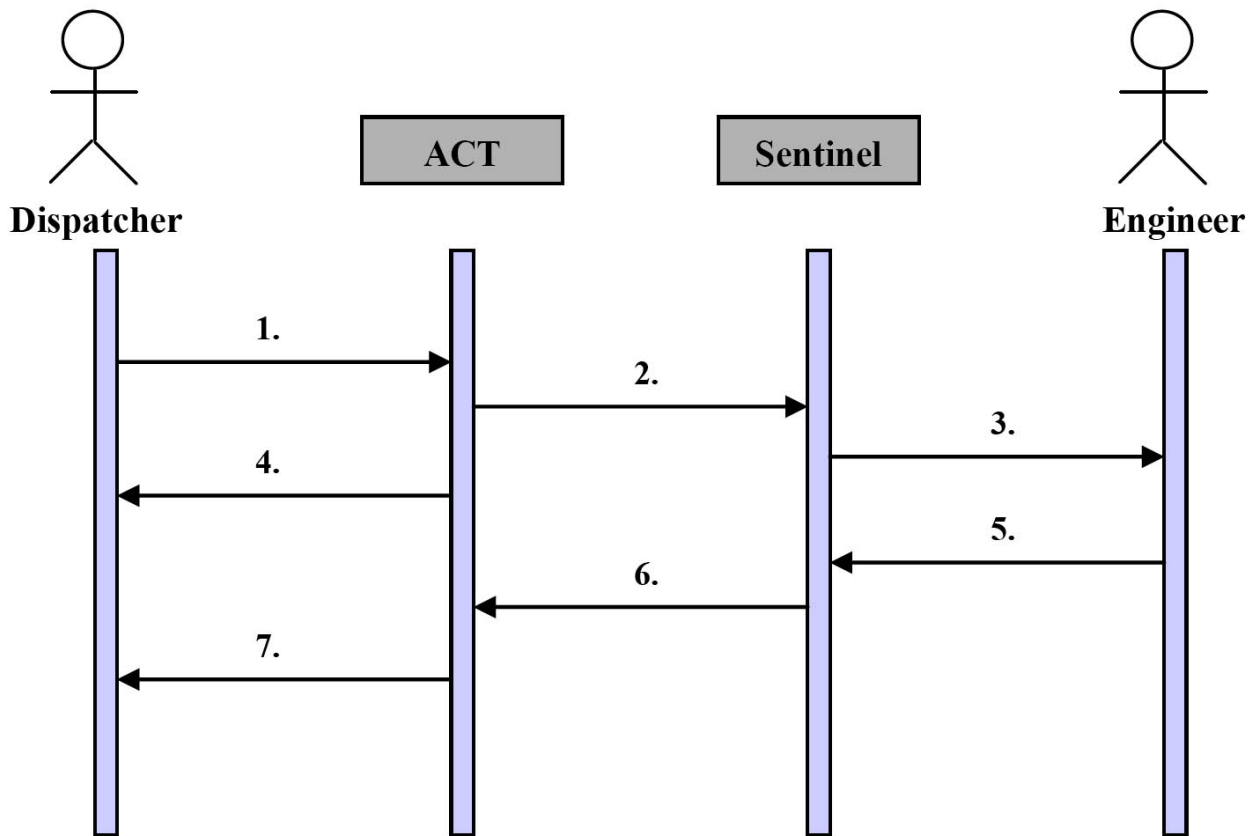 ACT
Sentinel
Dispatcher
Engineer
1.
2.
3.
4.
5.
6.
7.